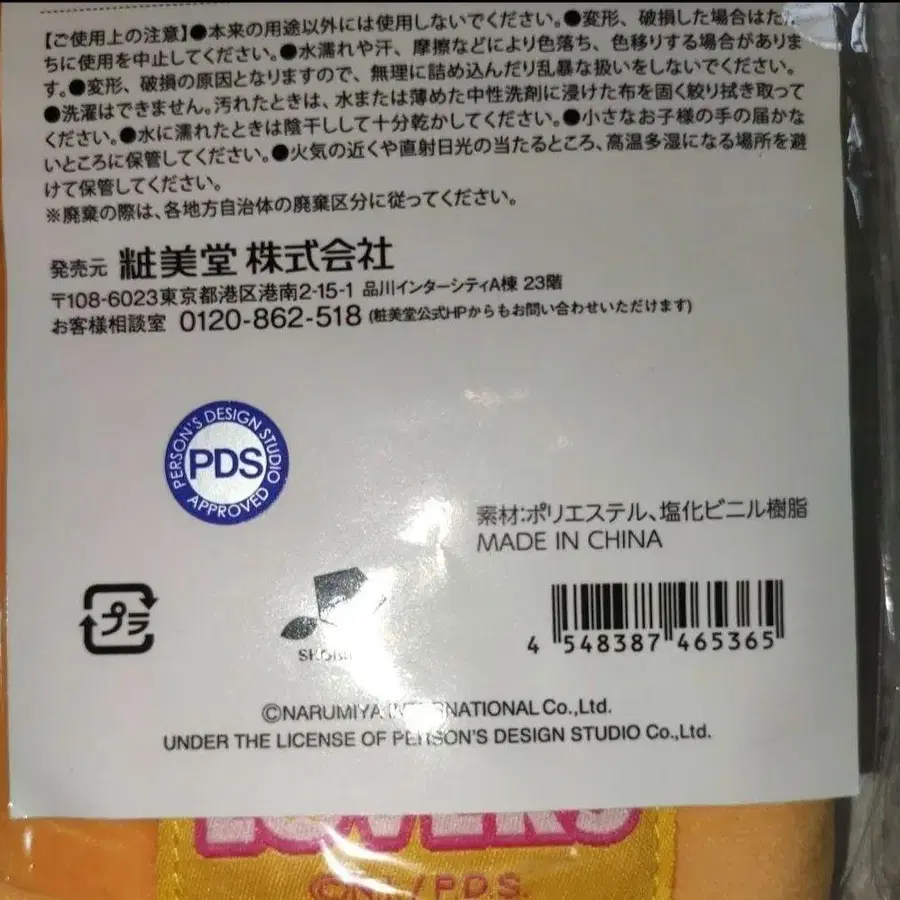 【ご使用上の注意】●本来の用途以外には使用しないでください。●変形、破損した場合はた
ちに使用を中止してください。●水濡れや汗、摩擦などにより色落ち、色移りする場合がありま
す。●変形、破損の原因となりますので、無理に詰め込んだり乱暴な扱いをしないでください。
●洗濯はできません。汚れたときは、水または薄めた中性洗剤に浸けた布を固く絞り拭き取って
ください。●水に濡れたときは陰干しして十分乾かしてください。●小さなお子様の手の届かな
いところに保管してください。●火気の近くや直射日光の当たるところ、高温多湿になる場所を避
けて保管してください。
※廃棄の際は、各地方自治体の廃棄区分に従ってください。
発売元 粧美堂 株式会社
〒108-6023東京都港区港南2-15-1 品川インターシティA棟 23階
お客様相談室 0120-862-518 (粧美堂公式HPからもお問い合わせいただけます)
PERSON'S DESIGN STUDIO
PDS
APPROVED
素材:ポリエステル、塩化ビニル樹脂
MADE IN CHINA
プラ
4 548387 465365
©NARUMIYA INTERNATIONAL Co.,Ltd.
UNDER THE LICENSE OF PERSON'S DESIGN STUDIO Co.,Ltd.
LOVERS
P.D.S.